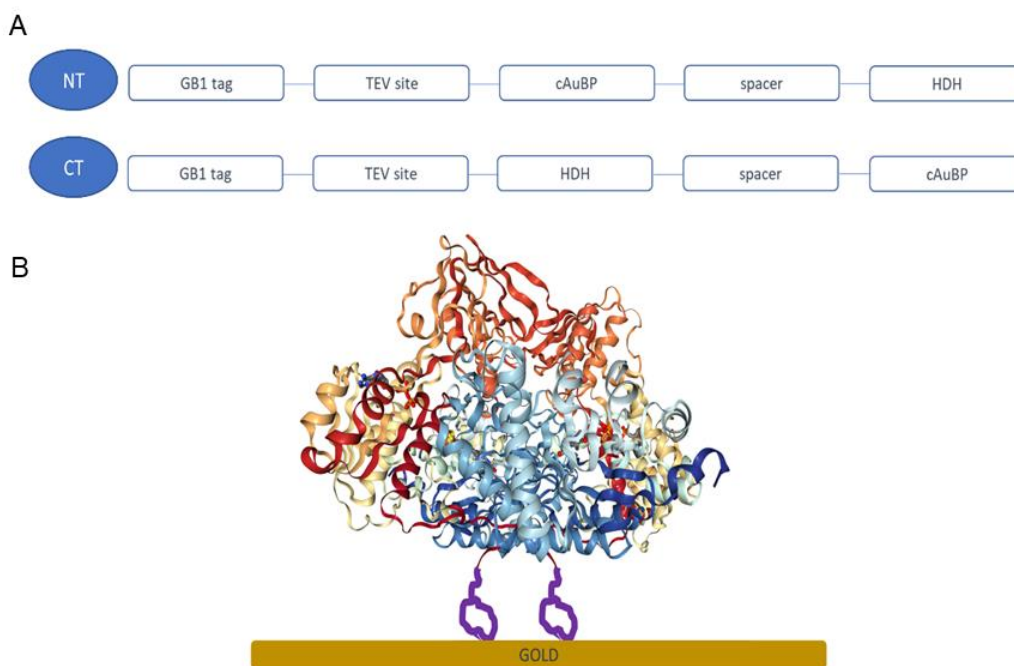 A
NT GB1 tag TEV site cAuBP spacer HDH
CT GB1 tag TEV site HDH spacer cAuBP
B
GOLD